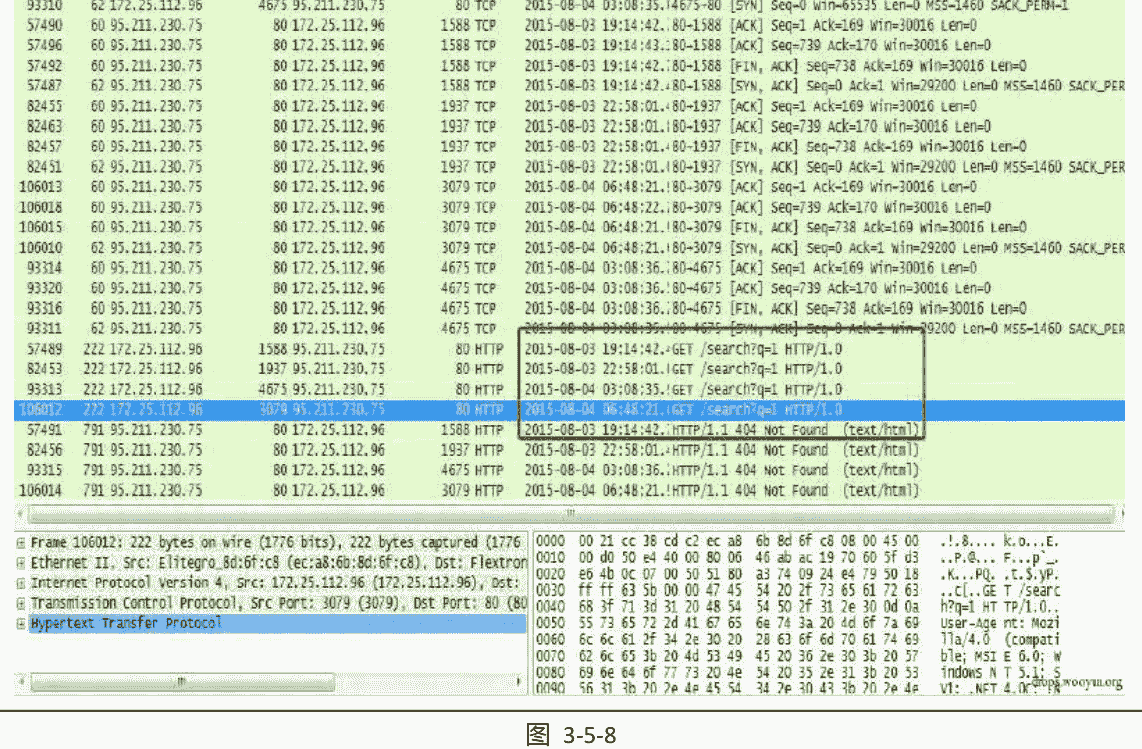 93310 62 172.25.112.96 4675 95.211.230.75 80 TCP 2015-08-04 03:08:35.!4675→80 [SYN] Seq=0 Win=65535 Len=0 MSS=1460 SACK_PERM=1
57490 60 95.211.230.75 80 172.25.112.96 1588 TCP 2015-08-03 19:14:42.:80→1588 [ACK] Seq=1 Ack=169 Win=30016 Len=0
57496 60 95.211.230.75 80 172.25.112.96 1588 TCP 2015-08-03 19:14:43.:80→1588 [ACK] Seq=739 Ack=170 Win=30016 Len=0
57492 60 95.211.230.75 80 172.25.112.96 1588 TCP 2015-08-03 19:14:42.:80→1588 [FIN, ACK] Seq=738 Ack=169 Win=30016 Len=0
57487 62 95.211.230.75 80 172.25.112.96 1588 TCP 2015-08-03 19:14:42.:80→1588 [SYN, ACK] Seq=0 Ack=1 Win=29200 Len=0 MSS=1460 SACK_PER
82455 60 95.211.230.75 80 172.25.112.96 1937 TCP 2015-08-03 22:58:01.:80→1937 [ACK] Seq=1 Ack=169 Win=30016 Len=0
82463 60 95.211.230.75 80 172.25.112.96 1937 TCP 2015-08-03 22:58:01.!80→1937 [ACK] Seq=739 Ack=170 Win=30016 Len=0
82457 60 95.211.230.75 80 172.25.112.96 1937 TCP 2015-08-03 22:58:01.:80→1937 [FIN, ACK] Seq=738 Ack=169 Win=30016 Len=0
82451 62 95.211.230.75 80 172.25.112.96 1937 TCP 2015-08-03 22:58:01.:80→1937 [SYN, ACK] Seq=0 Ack=1 Win=29200 Len=0 MSS=1460 SACK_PER
106013 60 95.211.230.75 80 172.25.112.96 3079 TCP 2015-08-04 06:48:21.!80→3079 [ACK] Seq=1 Ack=169 Win=30016 Len=0
106018 60 95.211.230.75 80 172.25.112.96 3079 TCP 2015-08-04 06:48:22.:80→3079 [ACK] Seq=739 Ack=170 Win=30016 Len=0
106015 60 95.211.230.75 80 172.25.112.96 3079 TCP 2015-08-04 06:48:21.!80→3079 [FIN, ACK] Seq=738 Ack=169 Win=30016 Len=0
106010 62 95.211.230.75 80 172.25.112.96 3079 TCP 2015-08-04 06:48:21.!80→3079 [SYN, ACK] Seq=0 Ack=1 Win=29200 Len=0 MSS=1460 SACK_PER
93314 60 95.211.230.75 80 172.25.112.96 4675 TCP 2015-08-04 03:08:36.:80→4675 [ACK] Seq=1 Ack=169 Win=30016 Len=0
93320 60 95.211.230.75 80 172.25.112.96 4675 TCP 2015-08-04 03:08:36.:80→4675 [ACK] Seq=739 Ack=170 Win=30016 Len=0
93316 60 95.211.230.75 80 172.25.112.96 4675 TCP 2015-08-04 03:08:36.:80→4675 [FIN, ACK] Seq=738 Ack=169 Win=30016 Len=0
93311 62 95.211.230.75 80 172.25.112.96 4675 TCP 2015-08-04 03:08:35. 80→4675 [SYN, ACK] Seq=0 Ack=1 Win=29200 Len=0 MSS=1460 SACK_PER
57489 222 172.25.112.96 1588 95.211.230.75 80 HTTP 2015-08-03 19:14:42. GET /search?q=1 HTTP/1.0
82453 222 172.25.112.96 1937 95.211.230.75 80 HTTP 2015-08-03 22:58:01. GET /search?q=1 HTTP/1.0
93313 222 172.25.112.96 4675 95.211.230.75 80 HTTP 2015-08-04 03:08:35. GET /search?q=1 HTTP/1.0
106012 222 172.25.112.96 3079 95.211.230.75 80 HTTP 2015-08-04 06:48:21. GET /search?q=1 HTTP/1.0
57491 791 95.211.230.75 80 172.25.112.96 1588 HTTP 2015-08-03 19:14:42. HTTP/1.1 404 Not Found (text/html)
82456 791 95.211.230.75 80 172.25.112.96 1937 HTTP 2015-08-03 22:58:01. HTTP/1.1 404 Not Found (text/html)
93315 791 95.211.230.75 80 172.25.112.96 4675 HTTP 2015-08-04 03:08:36. HTTP/1.1 404 Not Found (text/html)
106014 791 95.211.230.75 80 172.25.112.96 3079 HTTP 2015-08-04 06:48:21. HTTP/1.1 404 Not Found (text/html)
Frame 106012: 222 bytes on wire (1776 bits), 222 bytes captured (1776
Ethernet II, Src: Elitegro_8d:6f:c8 (ec:a8:6b:8d:6f:c8), Dst: Flextron
Internet Protocol Version 4, Src: 172.25.112.96 (172.25.112.96), Dst:
Transmission Control Protocol, Src Port: 3079 (3079), Dst Port: 80 (80
Hypertext Transfer Protocol
0000 00 21 cc 38 cd c2 ec a8 6b 8d 6f c8 08 00 45 00 .!.8.... k.o...E.
0010 00 d0 50 e4 40 00 80 06 46 ab ac 19 70 60 5f d3 ..P.@... F...p`_.
0020 e6 4b 0c 07 00 50 51 80 a3 74 09 24 e4 79 50 18 .K...PQ. .t.$.yP.
0030 ff ff 63 5b 00 00 47 45 54 20 2f 73 65 61 72 63 ..c[..GE T /searc
0040 68 3f 71 3d 31 20 48 54 54 50 2f 31 2e 30 0d 0a h?q=1 HT TP/1.0..
0050 55 73 65 72 2d 41 67 65 6e 74 3a 20 4d 6f 7a 69 User-Age nt: Mozi
0060 6c 6c 61 2f 34 2e 30 20 28 63 6f 6d 70 61 74 69 lla/4.0 (compati
0070 62 6c 65 3b 20 4d 53 49 45 20 36 2e 30 3b 20 57 ble; MSI E 6.0; W
0080 69 6e 64 6f 77 73 20 4e 54 20 35 2e 31 3b 20 53 indows N T 5.1; S
0090 56 31 3b 20 2e 4e 45 54 34 2e 30 43 3b 20 2e 4e V1; .NET 4.0C;
drops.wooyun.org
图 3-5-8